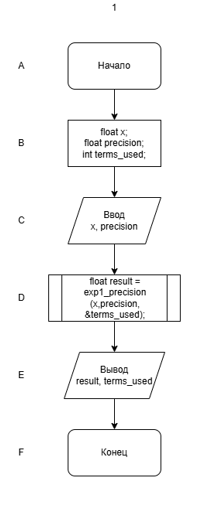 1
A
Начало
B
float x;
float precision;
int terms_used;
C
Ввод
x, precision
D
float result =
exp1_precision
(x,precision,
&terms_used);
E
Вывод
result, terms_used
F
Конец